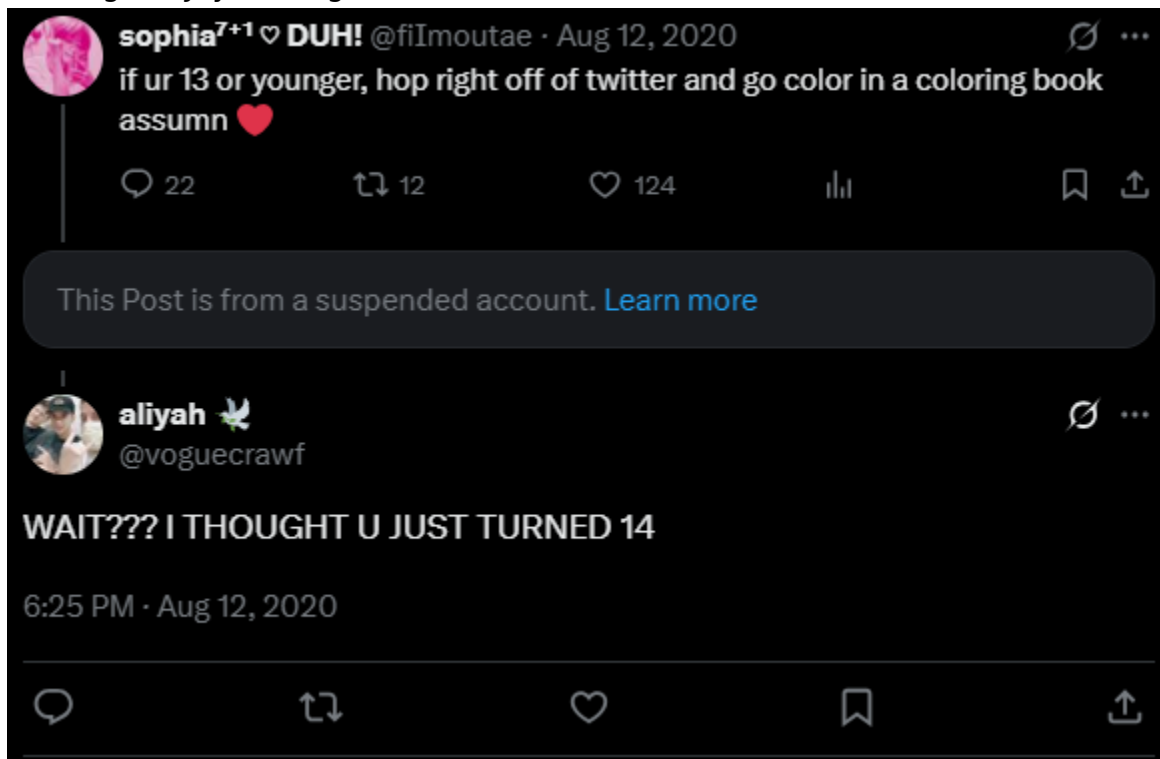 sophia⁷⁺¹ ♡ DUH! @fiImoutae · Aug 12, 2020
if ur 13 or younger, hop right off of twitter and go color in a coloring book
assumn ❤️
22 12 124
This Post is from a suspended account. Learn more
aliyah 🕊️
@voguecrawf
WAIT??? I THOUGHT U JUST TURNED 14
6:25 PM · Aug 12, 2020